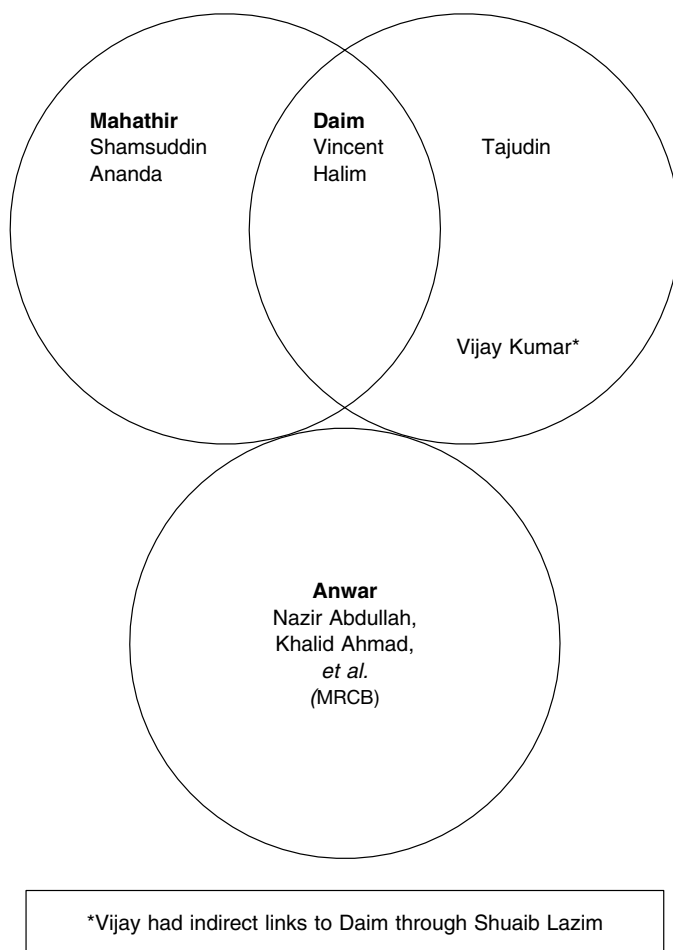 Mahathir
Shamsuddin
Ananda
Daim
Vincent
Halim
Tajudin
Vijay Kumar*
Anwar
Nazir Abdullah,
Khalid Ahmad,
et al.
(MRCB)
*Vijay had indirect links to Daim through Shuaib Lazim